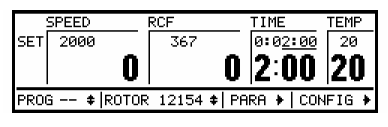 SPEED RCF TIME TEMP
SET 2000 367 0:02:00 20
0 0 2:00 20
PROG -- ♦ ROTOR 12154 ♦ PARA ▶ CONFIG ▶